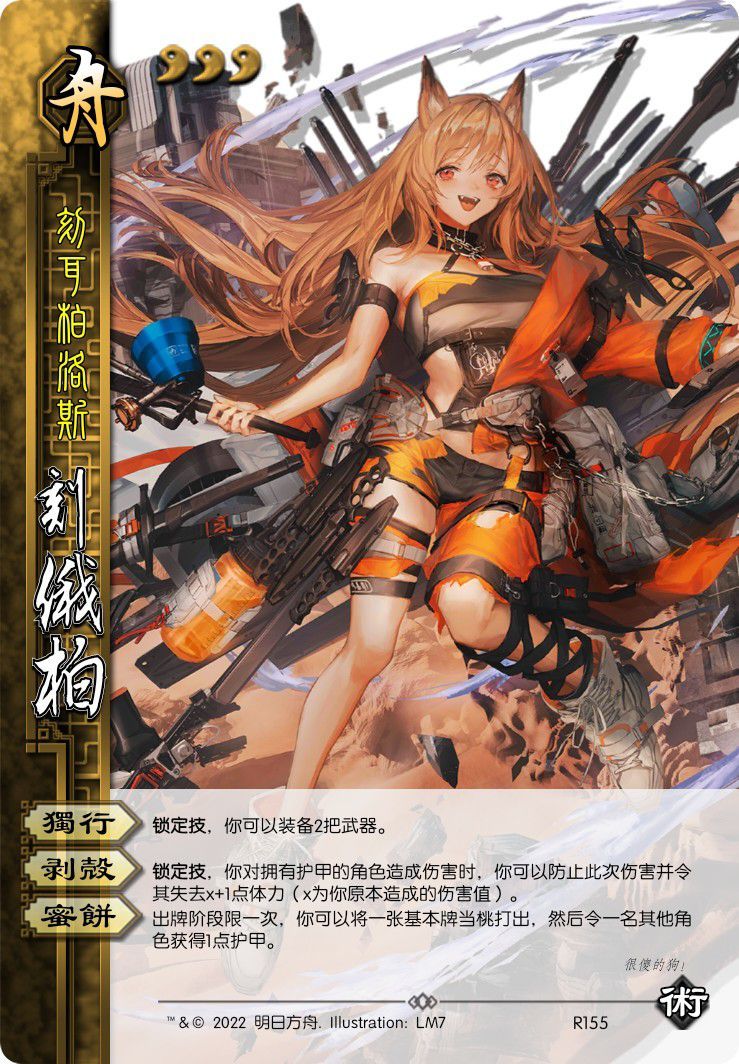 舟
刻耳柏洛斯
刻俄柏
獨行
锁定技，你可以装备2把武器。
剥殼
锁定技，你对拥有护甲的角色造成伤害时，你可以防止此次伤害并令
其失去x+1点体力（x为你原本造成的伤害值）。
蜜餅
出牌阶段限一次，你可以将一张基本牌当桃打出，然后令一名其他角
色获得1点护甲。
很傻的狗！
術
™ & © 2022 明日方舟. Illustration: LM7
R155